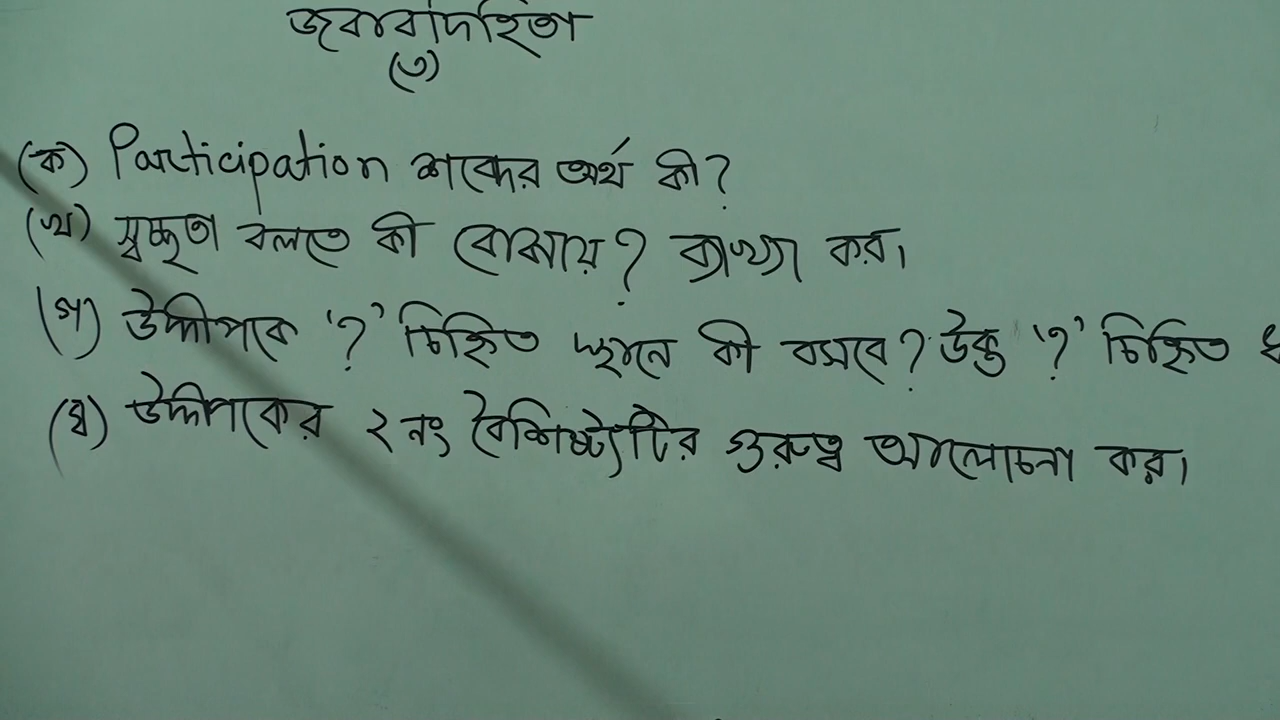 জবাবদিহিতা
(৩)
(ক) Participation শব্দের অর্থ কী?
(খ) স্বচ্ছতা বলতে কী বোঝায়? ব্যাখ্যা কর।
(গ) উদ্দীপকে '?' চিহ্নিত স্থানে কী বসবে? উক্ত '?' চিহ্নিত
(ঘ) উদ্দীপকের ২ নং বৈশিষ্ট্যটির গুরুত্ব আলোচনা কর।